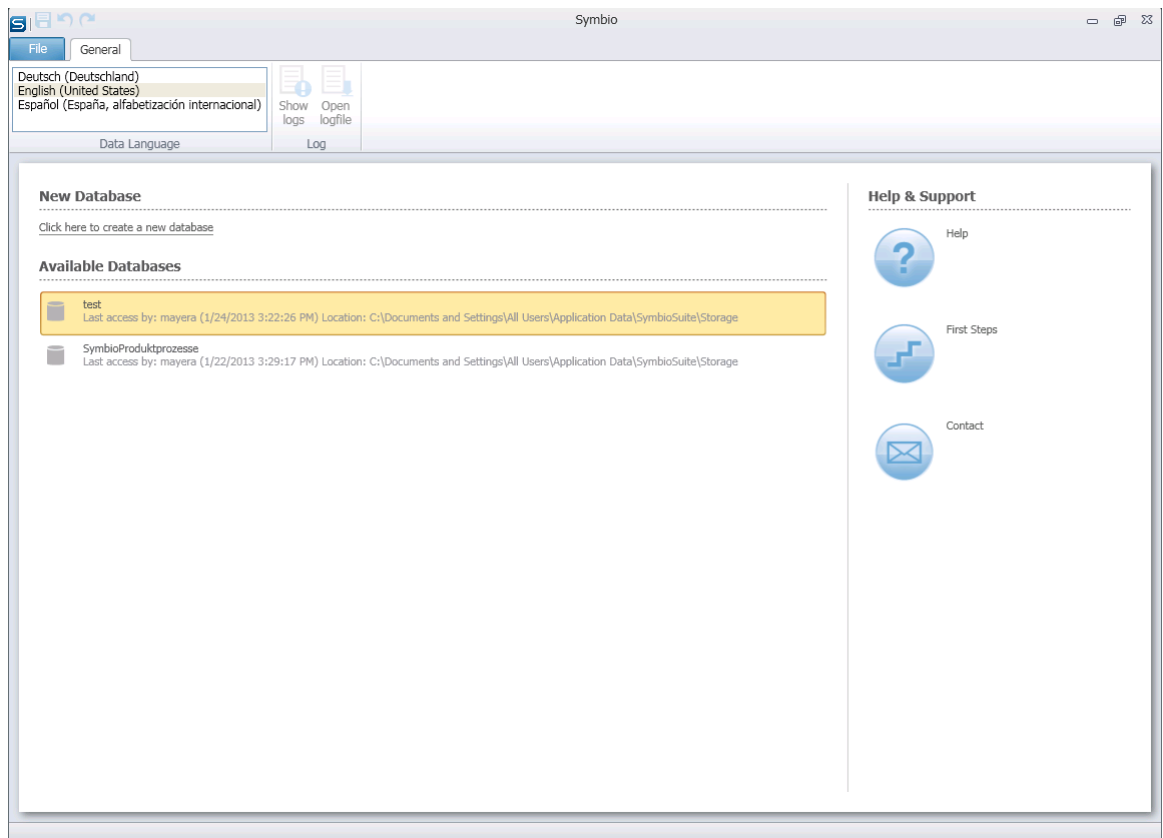 Symbio
File General
Deutsch (Deutschland)
English (United States)
Español (España, alfabetización internacional)
Data Language
Show logs
Open logfile
Log
New Database
Click here to create a new database
Available Databases
test
Last access by: mayera (1/24/2013 3:22:26 PM) Location: C:\Documents and Settings\All Users\Application Data\SymbioSuite\Storage
SymbioProduktprozesse
Last access by: mayera (1/22/2013 3:29:17 PM) Location: C:\Documents and Settings\All Users\Application Data\SymbioSuite\Storage
Help & Support
Help
First Steps
Contact